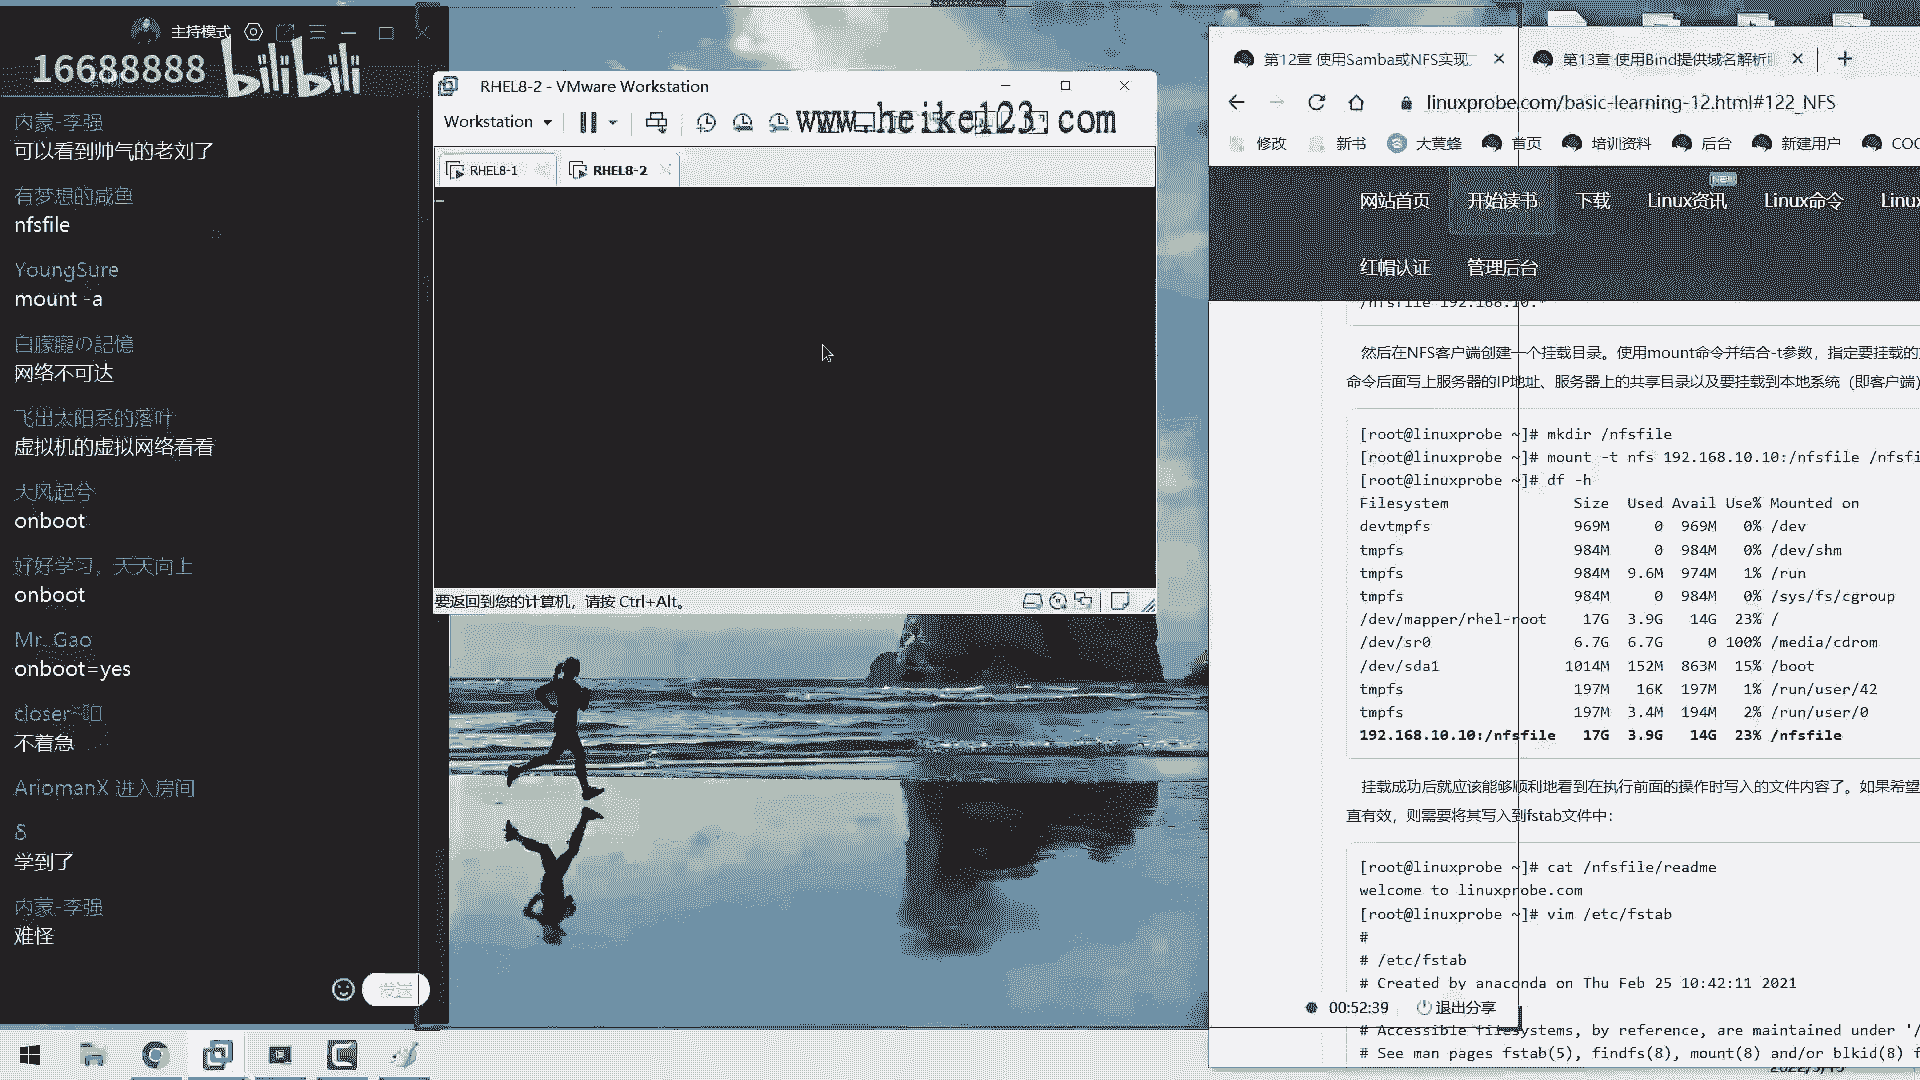 主持模式
16688888
bilibili
内蒙-李强
可以看到帅气的老刘了
有梦想的咸鱼
nfsfile
YoungSure
mount -a
白朦朧の記憶
网络不可达
飞出太阳系的落叶
虚拟机的虚拟网络看看
大风起兮
onboot
好好学习，天天向上
onboot
Mr._Gao
onboot=yes
closer
不着急
AriomanX 进入房间
δ
学到了
内蒙-李强
难怪
发送
RHEL8-2 - VMware Workstation
Workstation
www.heike123.com
RHEL8-1
RHEL8-2
要返回到您的计算机，请按 Ctrl+Alt。
第12章 使用Samba或NFS实现
第13章 使用Bind提供域名解析
linuxprobe.com/basic-learning-12.html#122_NFS
修改
新书
大黄蜂
首页
培训资料
后台
新建用户
网站首页
开始读书
下载
Linux资讯
Linux命令
红帽认证
管理后台
/nfsfile 192.168.10.*
然后在NFS客户端创建一个挂载目录。使用mount命令并结合-t参数，指定要挂载的
命令后面写上服务器的IP地址、服务器上的共享目录以及要挂载到本地系统（即客户端）
[root@linuxprobe ~]# mkdir /nfsfile
[root@linuxprobe ~]# mount -t nfs 192.168.10.10:/nfsfile /nfsfi
[root@linuxprobe ~]# df -h
Filesystem Size Used Avail Use% Mounted on
devtmpfs 969M 0 969M 0% /dev
tmpfs 984M 0 984M 0% /dev/shm
tmpfs 984M 9.6M 974M 1% /run
tmpfs 984M 0 984M 0% /sys/fs/cgroup
/dev/mapper/rhel-root 17G 3.9G 14G 23% /
/dev/sr0 6.7G 6.7G 0 100% /media/cdrom
/dev/sda1 1014M 152M 863M 15% /boot
tmpfs 197M 16K 197M 1% /run/user/42
tmpfs 197M 3.4M 194M 2% /run/user/0
192.168.10.10:/nfsfile 17G 3.9G 14G 23% /nfsfile
挂载成功后就应该能够顺利地看到在执行前面的操作时写入的文件内容了。如果希望
直有效，则需要将其写入到fstab文件中：
[root@linuxprobe ~]# cat /nfsfile/readme
welcome to linuxprobe.com
[root@linuxprobe ~]# vim /etc/fstab
#
# /etc/fstab
# Created by anaconda on Thu Feb 25 10:42:11 2021
00:52:39 退出分享
# Accessible filesystems, by reference, are maintained under '/
# See man pages fstab(5), findfs(8), mount(8) and/or blkid(8) f